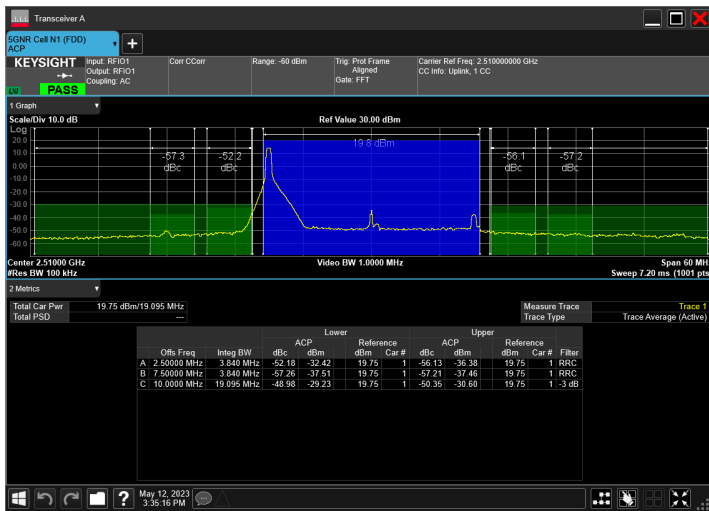 Transceiver A
5GNR Cell N1 (FDD)
ACP
KEYSIGHT
Input: RFIO1
Output: RFIO1
Coupling: AC
Corr CCorr
Range: -60 dBm
Trig: Prot Frame
Aligned
Gate: FFT
Carrier Ref Freq: 2.510000000 GHz
CC Info: Uplink, 1 CC
PASS
1 Graph
Scale/Div 10.0 dB
Ref Value 30.00 dBm
Log
20.0
10.0
0.00
-10.0
-20.0
-30.0
-40.0
-50.0
-60.0
-57.3
dBc
-52.2
dBc
19.8 dBm
-56.1
dBc
-57.2
dBc
Center 2.51000 GHz
Video BW 1.0000 MHz
Span 60 MH
#Res BW 100 kHz
Sweep 7.20 ms (1001 pts
2 Metrics
Total Car Pwr 19.75 dBm/19.095 MHz
Total PSD ---
Measure Trace Trace 1
Trace Type Trace Average (Active)
Lower Upper
ACP Reference ACP Reference
Offs Freq Integ BW dBc dBm dBm Car # dBc dBm dBm Car # Filter
A 2.50000 MHz 3.840 MHz -52.18 -32.42 19.75 1 -56.13 -36.38 19.75 1 RRC
B 7.50000 MHz 3.840 MHz -57.26 -37.51 19.75 1 -57.21 -37.46 19.75 1 RRC
C 10.0000 MHz 19.095 MHz -48.98 -29.23 19.75 1 -50.35 -30.60 19.75 1 -3 dB
May 12, 2023
3:35:16 PM